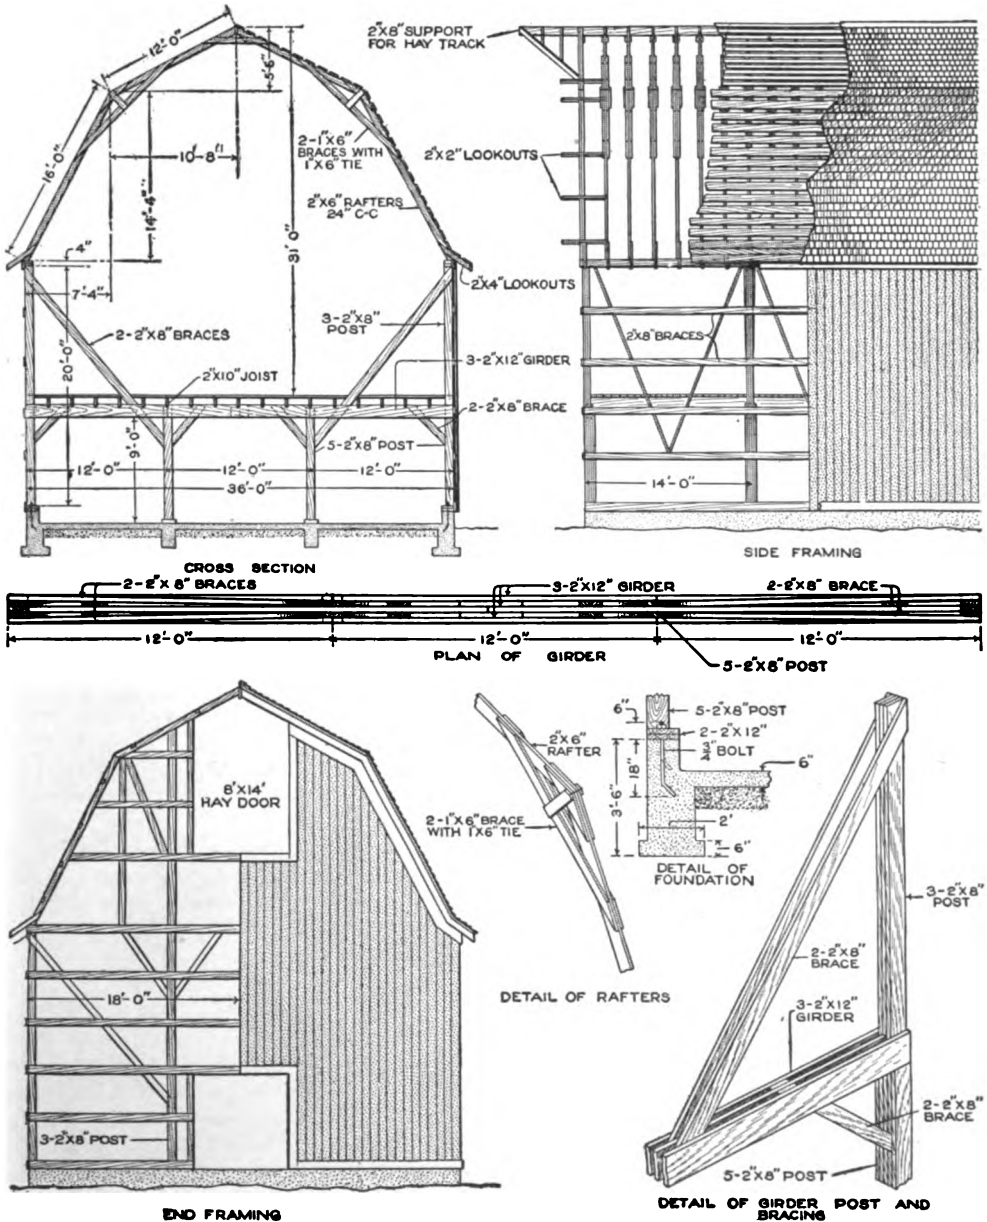 12'-0"
5'-6"
16'-0"
10'-8"
14'-4"
2-1"X6"
BRACES WITH
1"X6" TIE
2"X6" RAFTERS
24" C-C
31'-0"
4"
7'-4"
2"X4" LOOKOUTS
3-2"X8"
POST
2-2"X8" BRACES
20'-0"
2"X10" JOIST
3-2"X12" GIRDER
2-2"X8" BRACE
9'-0"
5-2"X8" POST
12'-0"
12'-0"
12'-0"
36'-0"
CROSS SECTION
2"X8" SUPPORT
FOR HAY TRACK
2"X2" LOOKOUTS
2"X8" BRACES
14'-0"
SIDE FRAMING
2-2"X8" BRACES
3-2"X12" GIRDER
2-2"X8" BRACE
12'-0"
12'-0"
12'-0"
PLAN OF GIRDER
5-2"X8" POST
8'X14'
HAY DOOR
18'-0"
3-2"X8" POST
END FRAMING
2"X6"
RAFTER
2-1"X6" BRACE
WITH 1"X6" TIE
DETAIL OF RAFTERS
6"
5-2"X8" POST
2-2"X12"
3/4" BOLT
6"
18"
3'-6"
2'
6"
DETAIL OF
FOUNDATION
3-2"X8"
POST
2-2"X8"
BRACE
3-2"X12"
GIRDER
2-2"X8"
BRACE
5-2"X8" POST
DETAIL OF GIRDER POST AND
BRACING